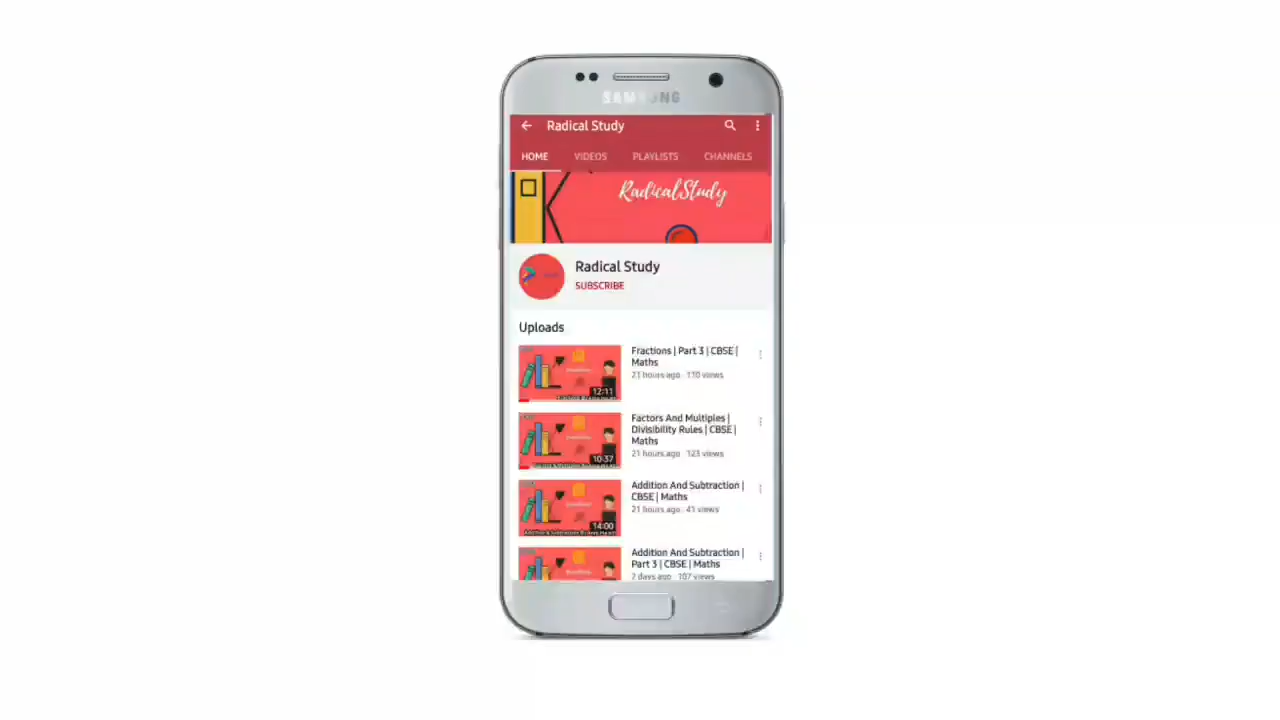 SAMSUNG
Radical Study
HOME VIDEOS PLAYLISTS CHANNELS
RadicalStudy
Radical Study
SUBSCRIBE
Uploads
Fractions | Part 3 | CBSE |
Maths
21 hours ago · 110 views
12:11
Factors And Multiples |
Divisibility Rules | CBSE |
Maths
21 hours ago · 123 views
10:37
Addition And Subtraction |
CBSE | Maths
21 hours ago · 41 views
14:00
Addition And Subtraction |
Part 3 | CBSE | Maths
2 days ago · 107 views